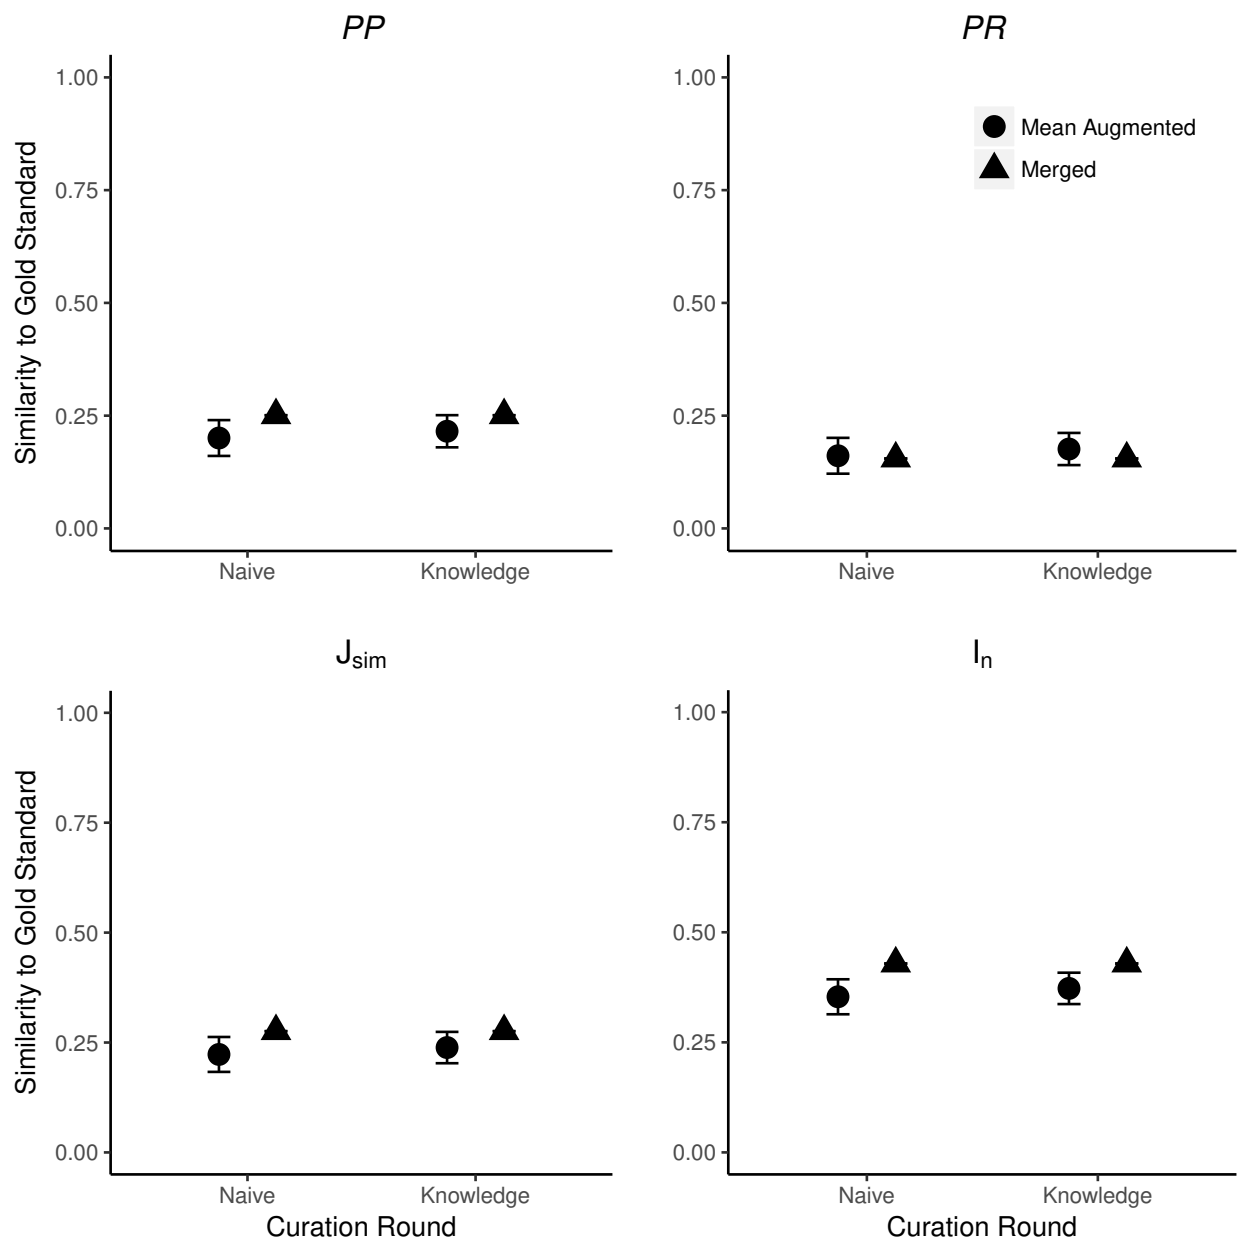 PP
Similarity to Gold Standard
1.00
0.75
0.50
0.25
0.00
Naive Knowledge
PR
1.00
0.75
0.50
0.25
0.00
Mean Augmented
Merged
Naive Knowledge
Jsim
Similarity to Gold Standard
1.00
0.75
0.50
0.25
0.00
Naive Knowledge
Curation Round
In
1.00
0.75
0.50
0.25
0.00
Naive Knowledge
Curation Round